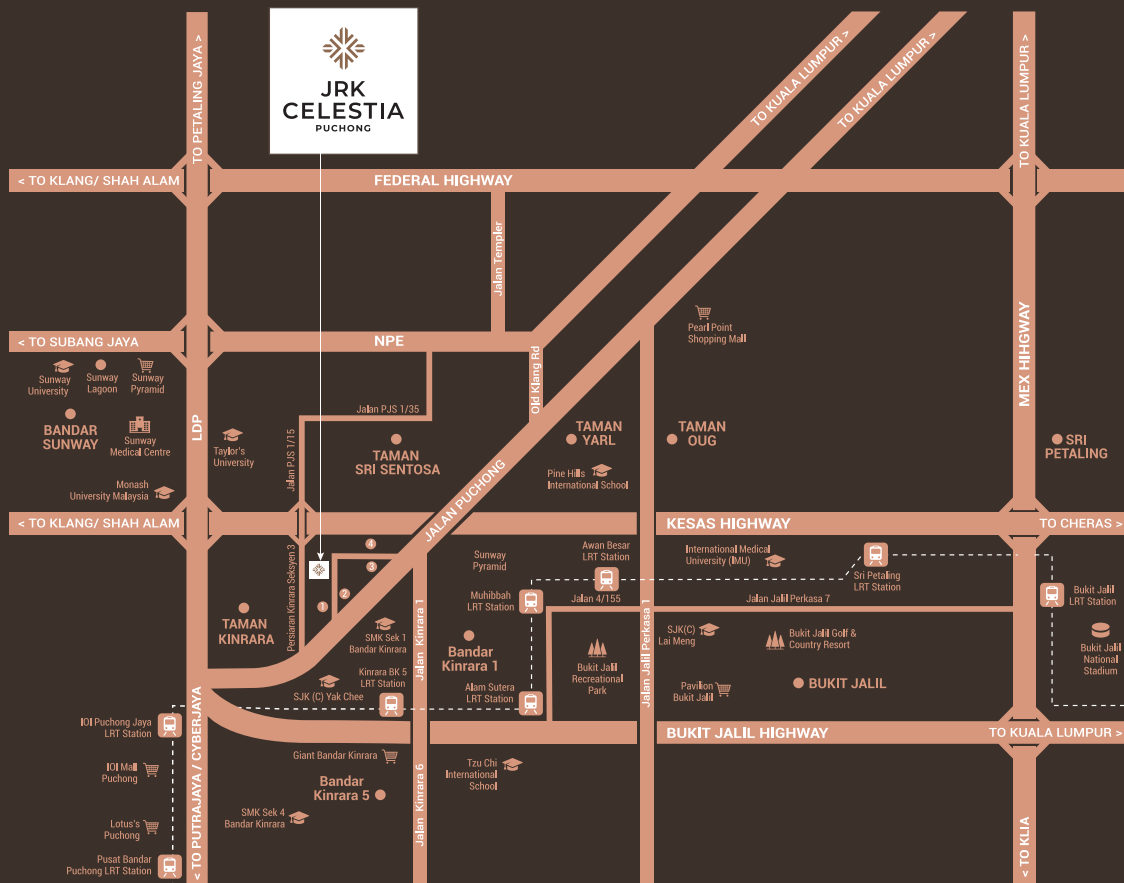 JRK
CELESTIA
PUCHONG
TO PETALING JAYA >
TO KUALA LUMPUR >
TO KUALA LUMPUR >
TO KUALA LUMPUR >
< TO KLANG/ SHAH ALAM
FEDERAL HIGHWAY
Jalan Templer
< TO SUBANG JAYA
NPE
Pearl Point
Shopping Mall
MEX HIHGWAY
Sunway
University
Sunway
Lagoon
Sunway
Pyramid
BANDAR
SUNWAY
Sunway
Medical Centre
LDP
Taylor's
University
Monash
University Malaysia
Jalan PJS 1/35
Jalan PJS 1/15
Old Klang Rd
TAMAN
SRI SENTOSA
TAMAN
YARL
TAMAN
OUG
SRI
PETALING
Pine Hills
International School
JALAN PUCHONG
< TO KLANG/ SHAH ALAM
KESAS HIGHWAY
TO CHERAS >
Persiaran Kinrara Seksyen 3
4
3
2
1
Sunway
Pyramid
Awan Besar
LRT Station
International Medical
University (IMU)
Sri Petaling
LRT Station
Muhibbah
LRT Station
Jalan 4/155
Jalan Jalil Perkasa 7
Bukit Jalil
LRT Station
TAMAN
KINRARA
SMK Sek 1
Bandar Kinrara
Jalan Kinrara 1
Bandar
Kinrara 1
Jalan Jalil Perkasa 1
SJK(C)
Lai Meng
Bukit Jalil Golf &
Country Resort
Bukit Jalil
National
Stadium
Bukit Jalil
Recreational
Park
Kinrara BK 5
LRT Station
SJK (C) Yak Chee
Alam Sutera
LRT Station
Pavilion
Bukit Jalil
BUKIT JALIL
IOI Puchong Jaya
LRT Station
BUKIT JALIL HIGHWAY
TO KUALA LUMPUR >
IOI Mall
Puchong
Giant Bandar Kinrara
Tzu Chi
International
School
Bandar
Kinrara 5
Jalan Kinrara 6
SMK Sek 4
Bandar Kinrara
Lotus's
Puchong
Pusat Bandar
Puchong LRT Station
< TO PUTRAJAYA / CYBERJAYA
< TO KLIA